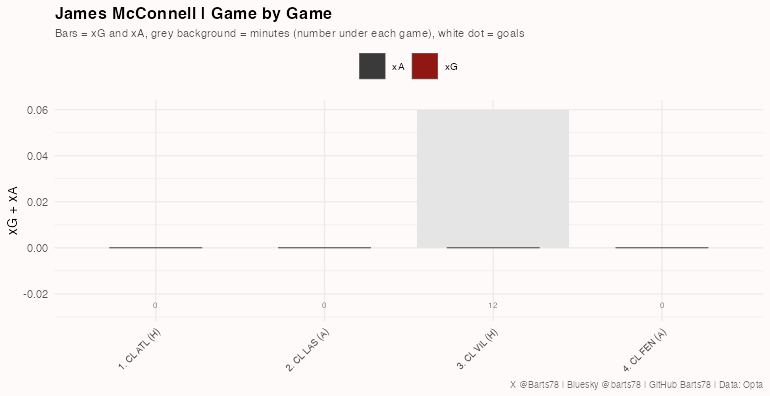 James McConnell | Game by Game
Bars = xG and xA, grey background = minutes (number under each game), white dot = goals
xA xG
xG + xA
0.06
0.04
0.02
0.00
-0.02
0 0 12 0
1. CL ATL (H) 2. CL LAS (A) 3. CL VIL (H) 4. CL FEN (A)
X @Barts78 | Bluesky @barts78 | GitHub Barts78 | Data: Opta